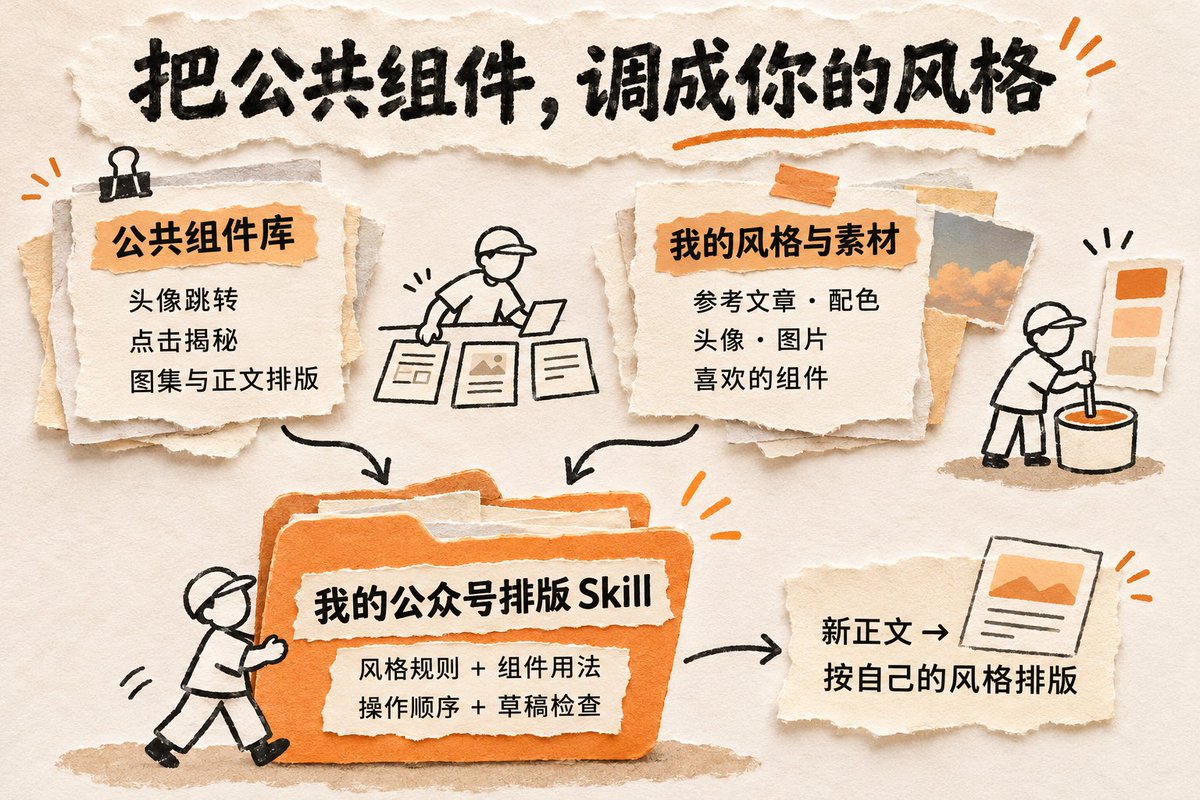 把公共组件，调成你的风格
公共组件库
头像跳转
点击揭秘
图集与正文排版
我的风格与素材
参考文章·配色
头像·图片
喜欢的组件
我的公众号排版 Skill
风格规则 + 组件用法
操作顺序 + 草稿检查
新正文 →
按自己的风格排版